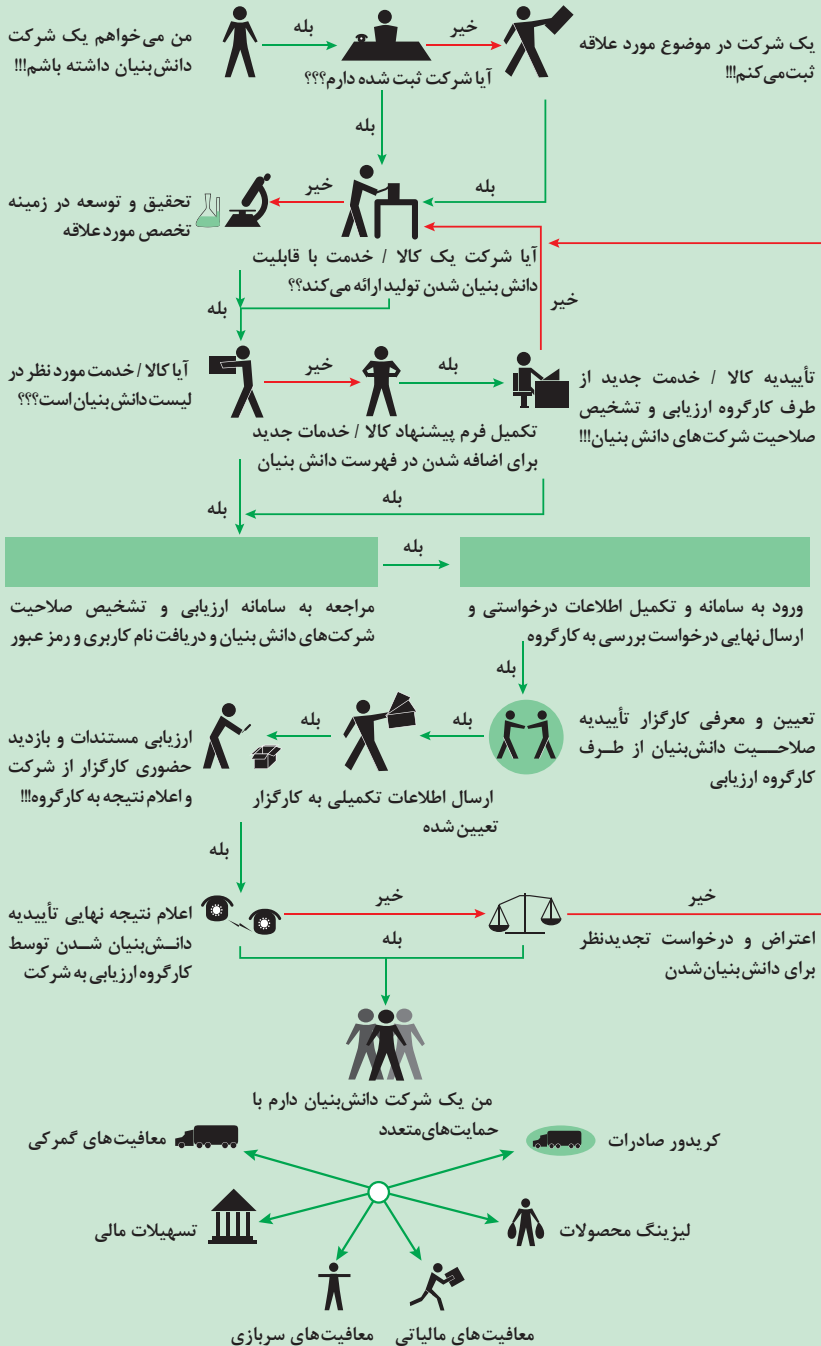 من می‌خواهم یک شرکت
دانش‌بنیان داشته باشم!!!
بله
آیا شرکت ثبت شده دارم؟؟؟
خیر
یک شرکت در موضوع مورد علاقه
ثبت‌می‌کنم!!!
بله
بله
خیر
تحقیق و توسعه در زمینه
تخصص مورد علاقه
آیا شرکت یک کالا / خدمت با قابلیت
دانش بنیان شدن تولید ارائه می‌کند؟؟
خیر
بله
آیا کالا / خدمت مورد نظر در
لیست دانش‌بنیان است؟؟؟
خیر
تکمیل فرم پیشنهاد کالا / خدمات جدید
برای اضافه شدن در فهرست دانش بنیان
بله
تأییدیه کالا / خدمت جدید از
طرف کارگروه ارزیابی و تشخیص
صلاحیت شرکت‌های دانش بنیان!!!
بله
بله
بله
مراجعه به سامانه ارزیابی و تشخیص صلاحیت
شرکت‌های دانش بنیان و دریافت نام کاربری و رمز عبور
ورود به سامانه و تکمیل اطلاعات درخواستی و
ارسال نهایی درخواست بررسی به کارگروه
بله
تعیین و معرفی کارگزار تأییدیه
صلاحیت دانش‌بنیان از طرف
کارگروه ارزیابی
بله
ارسال اطلاعات تکمیلی به کارگزار
تعیین شده
بله
ارزیابی مستندات و بازدید
حضوری کارگزار از شرکت
و اعلام نتیجه به کارگروه!!!
بله
اعلام نتیجه نهایی تأییدیه
دانش‌بنیان شدن توسط
کارگروه ارزیابی به شرکت
خیر
بله
خیر
اعتراض و درخواست تجدیدنظر
برای دانش‌بنیان‌شدن
من یک شرکت دانش‌بنیان دارم با
حمایت‌های‌متعدد
کریدور صادرات
معافیت‌های گمرکی
لیزینگ محصولات
تسهیلات مالی
معافیت‌های مالیاتی
معافیت‌های سربازی